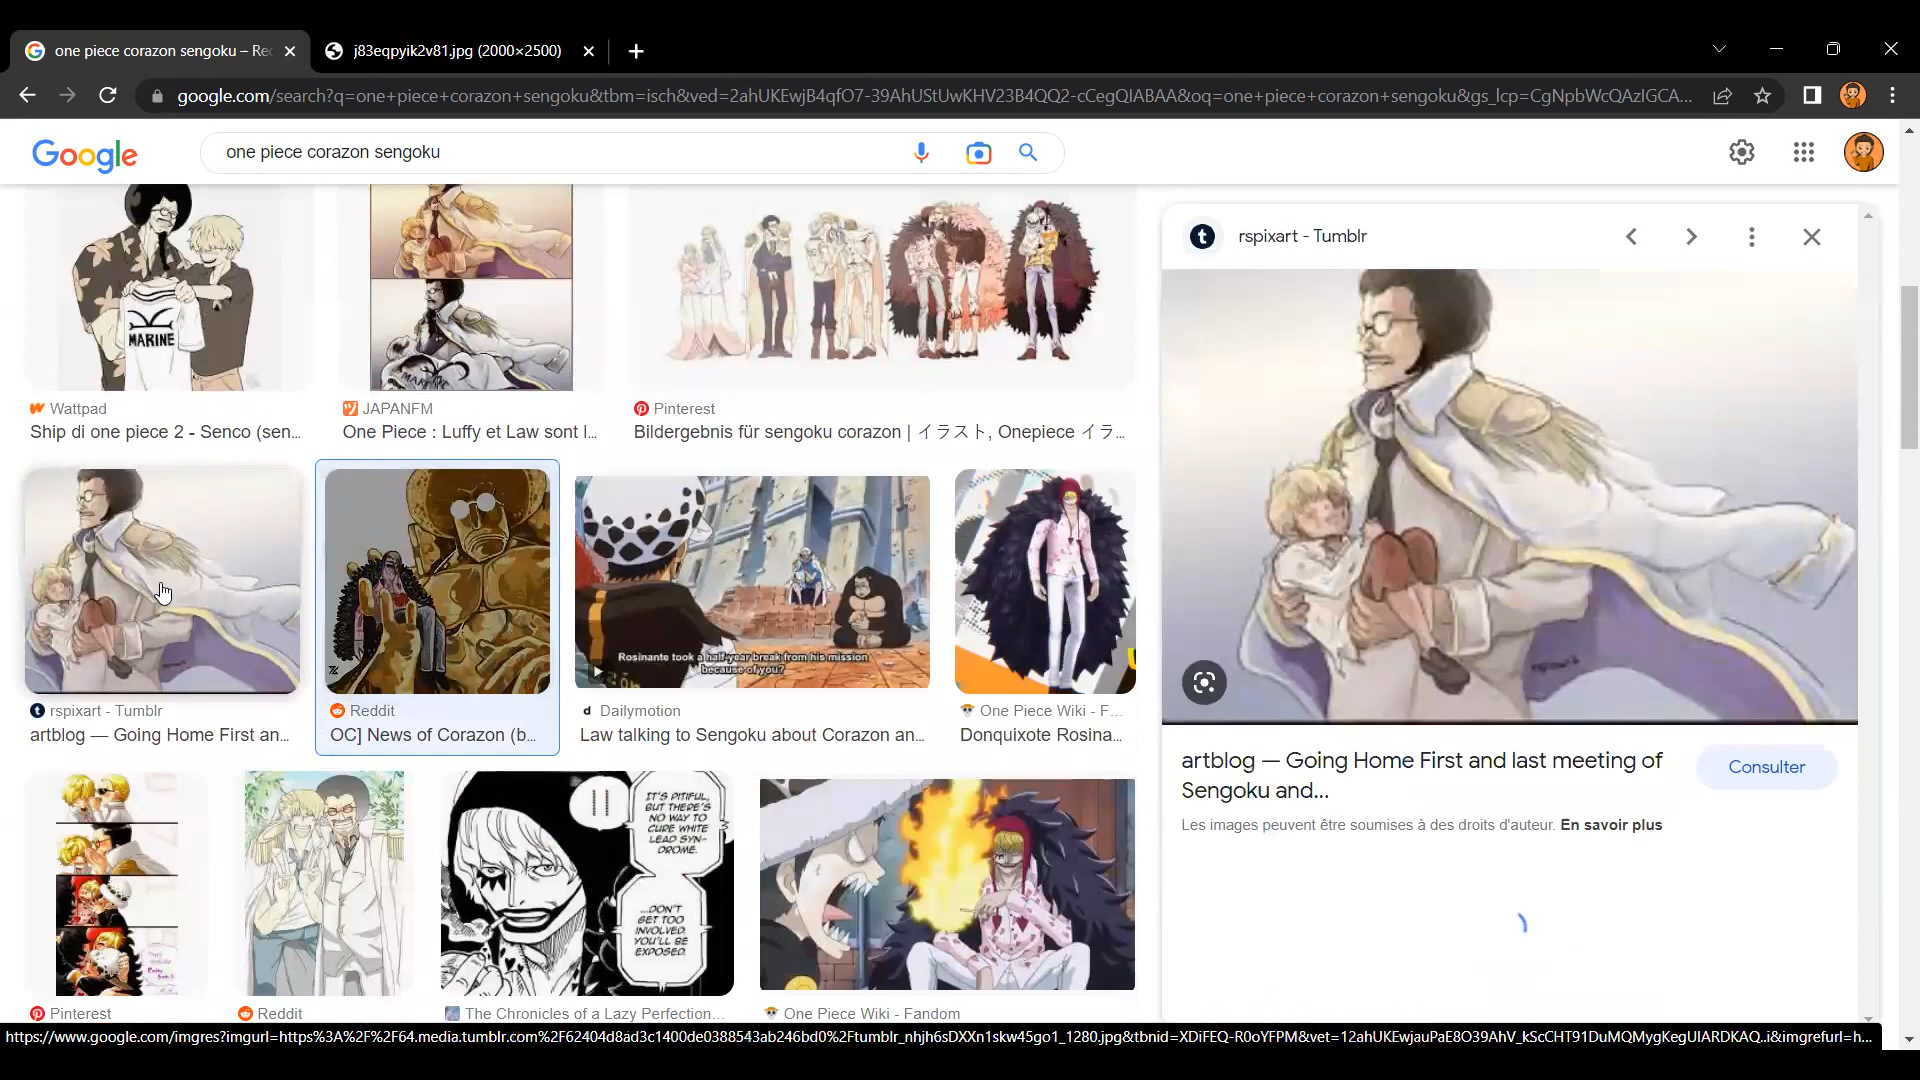 one piece corazon sengoku – Rec
j83eqpyik2v81.jpg (2000×2500)
google.com/search?q=one+piece+corazon+sengoku&tbm=isch&ved=2ahUKEwjB4qfO7-39AhUStUwKHV23B4QQ2-cCegQIABAA&oq=one+piece+corazon+sengoku&gs_lcp=CgNpbWcQAzIGCA...
Google
one piece corazon sengoku
MARINE
Wattpad
Ship di one piece 2 - Senco (sen...
JAPANFM
One Piece : Luffy et Law sont l...
Pinterest
Bildergebnis für sengoku corazon | イラスト, Onepiece イラ...
rspixart - Tumblr
artblog — Going Home First an...
Reddit
OC] News of Corazon (b...
Rosinante took a half-year break from his mission
because of you?
Dailymotion
Law talking to Sengoku about Corazon an...
One Piece Wiki - F...
Donquixote Rosina...
IT'S PITIFUL,
BUT THERE'S
NO WAY TO
CURE WHITE
LEAD SYN-
DROME.
...DON'T
GET TOO
INVOLVED.
YOU'LL BE
EXPOSED.
Pinterest
Reddit
The Chronicles of a Lazy Perfection...
One Piece Wiki - Fandom
rspixart - Tumblr
artblog — Going Home First and last meeting of
Sengoku and...
Consulter
Les images peuvent être soumises à des droits d'auteur. En savoir plus
https://www.google.com/imgres?imgurl=https%3A%2F%2F64.media.tumblr.com%2F62404d8ad3c1400de0388543ab246bd0%2Ftumblr_nhjh6sDXXn1skw45go1_1280.jpg&tbnid=XDiFEQ-R0oYFPM&vet=12ahUKEwjauPaE8O39AhV_kScCHT91DuMQMygKegUIARDKAQ..i&imgrefurl=h...